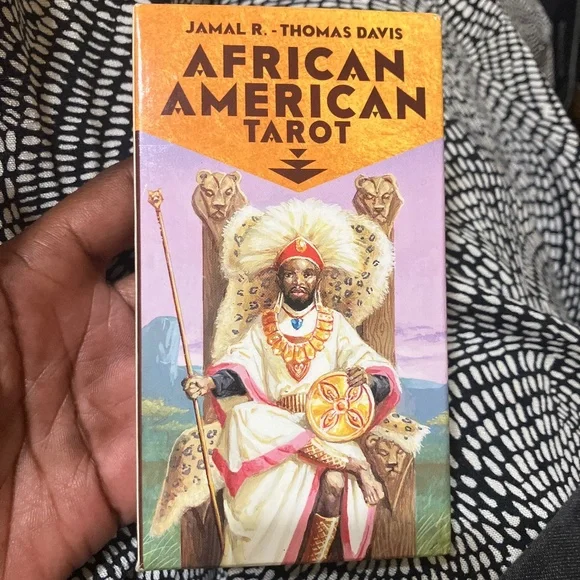 JAMAL R. - THOMAS DAVIS
AFRICAN
AMERICAN
TAROT